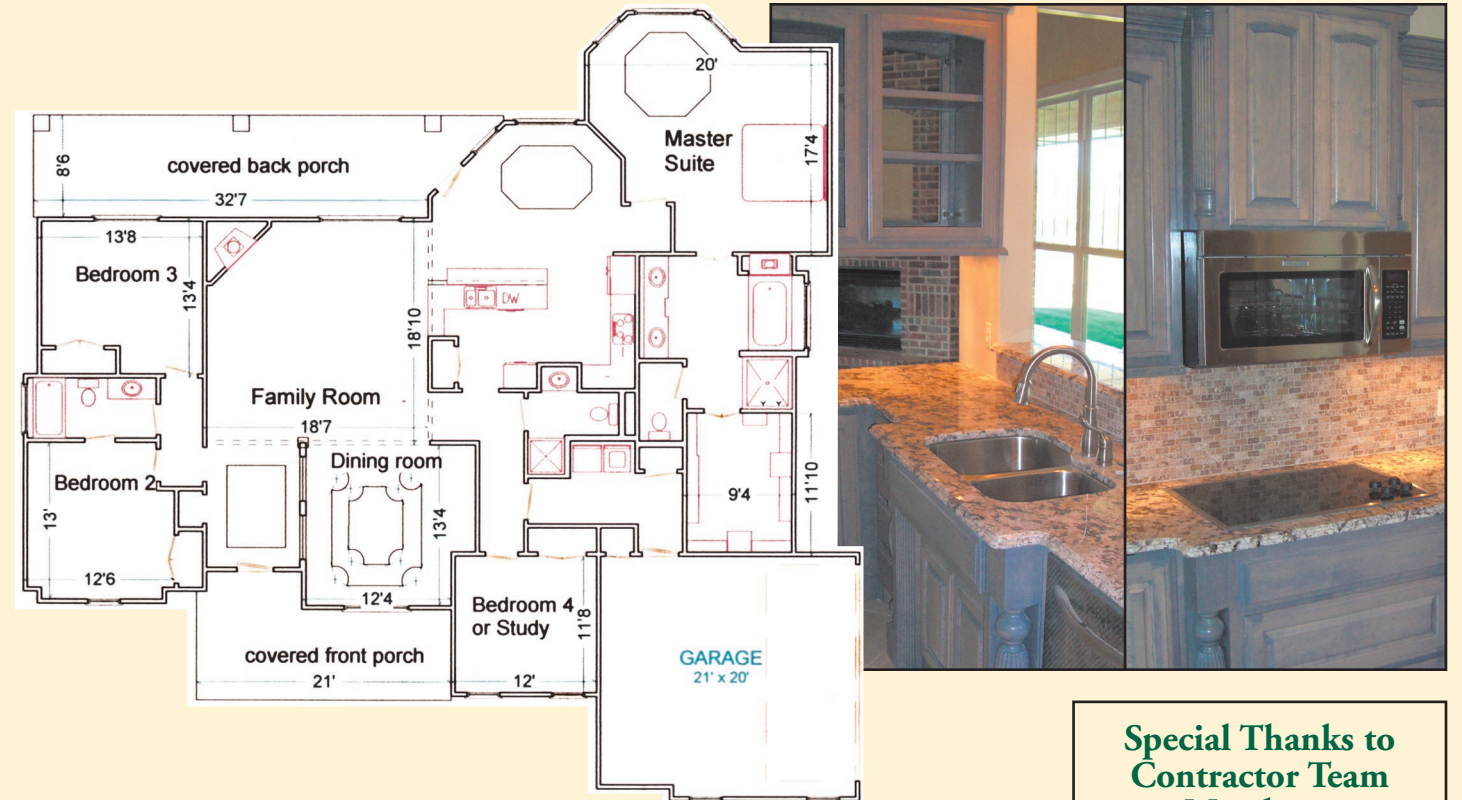 20'
Master
Suite
17'4
8'6
covered back porch
32'7
13'8
Bedroom 3
13'4
18'10
DW
Family Room
18'7
Dining room
Bedroom 2
13'
13'4
9'4
11'10
12'6
12'4
Bedroom 4
or Study
11'8
covered front porch
21'
12'
GARAGE
21' x 20'
Special Thanks to
Contractor Team